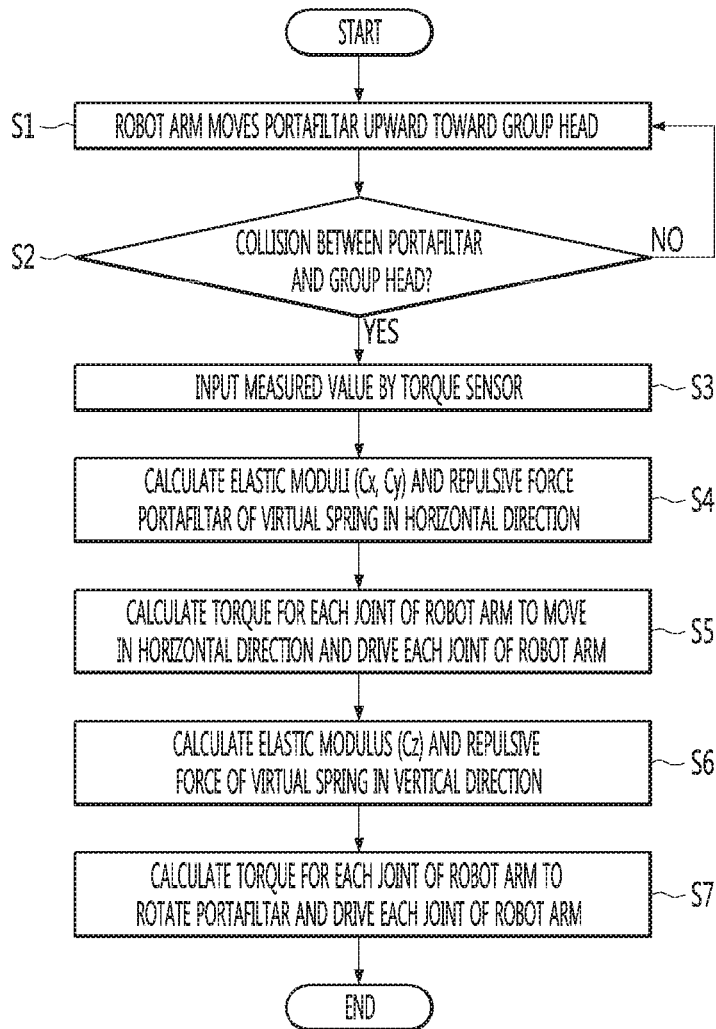 START
S1
ROBOT ARM MOVES PORTAFILTAR UPWARD TOWARD GROUP HEAD
S2
COLLISION BETWEEN PORTAFILTAR
AND GROUP HEAD?
NO
YES
INPUT MEASURED VALUE BY TORQUE SENSOR
S3
CALCULATE ELASTIC MODULI (Cx, Cy) AND REPULSIVE FORCE
PORTAFILTAR OF VIRTUAL SPRING IN HORIZONTAL DIRECTION
S4
CALCULATE TORQUE FOR EACH JOINT OF ROBOT ARM TO MOVE
IN HORIZONTAL DIRECTION AND DRIVE EACH JOINT OF ROBOT ARM
S5
CALCULATE ELASTIC MODULUS (Cz) AND REPULSIVE
FORCE OF VIRTUAL SPRING IN VERTICAL DIRECTION
S6
CALCULATE TORQUE FOR EACH JOINT OF ROBOT ARM TO
ROTATE PORTAFILTAR AND DRIVE EACH JOINT OF ROBOT ARM
S7
END